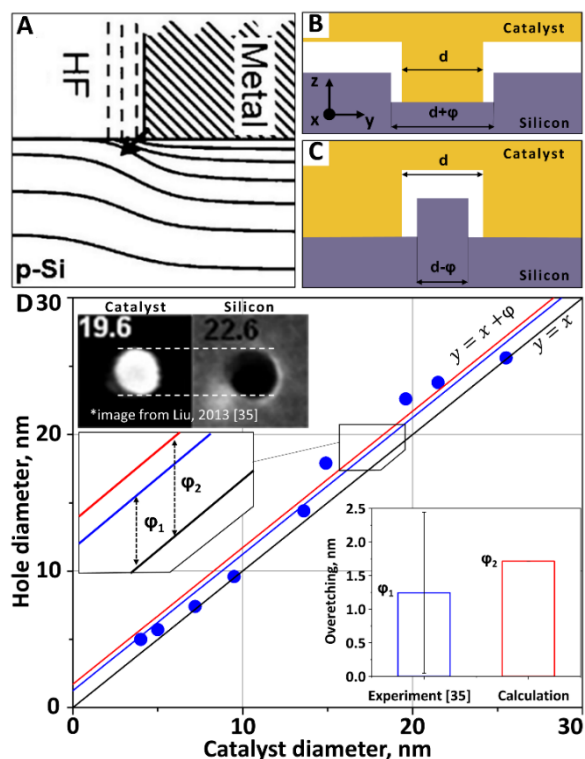 A
HF
Metal
p-Si
B
Catalyst
d
z
x
y
d+φ
Silicon
C
Catalyst
d
d-φ
Silicon
D
30
20
10
0
Hole diameter, nm
Catalyst
Silicon
19.6
22.6
*image from Liu, 2013 [35]
φ1
φ2
y = x + φ
y = x
2.5
2.0
1.5
1.0
0.5
0.0
Overetching, nm
φ1
φ2
Experiment [35]
Calculation
0
10
20
30
Catalyst diameter, nm